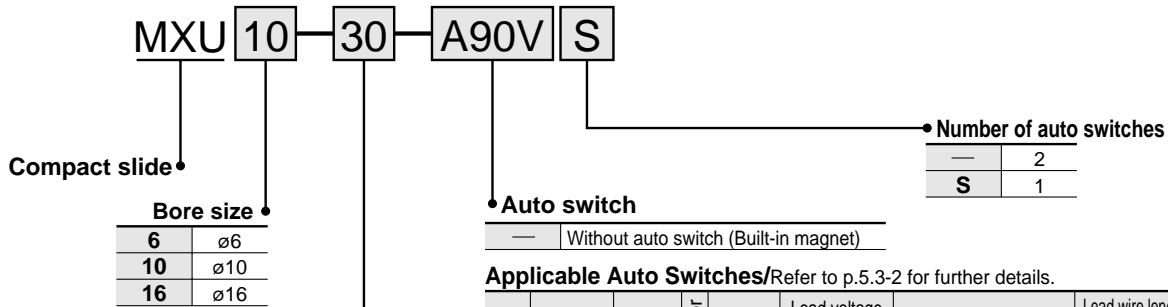 MXU 10 — 30 — A90V S
Number of auto switches
— 2
S 1
Compact slide
Bore size
6 ø6
10 ø10
16 ø16
Auto switch
— Without auto switch (Built-in magnet)
Applicable Auto Switches/Refer to p.5.3-2 for further details.